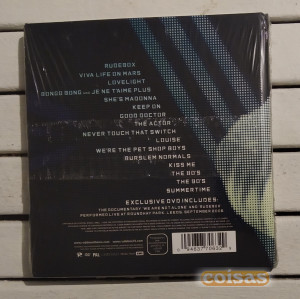 RUDEBOX
VIVA LIFE ON MARS
LOVELIGHT
BONGO BONG AND JE NE T'AIME PLUS
SHE'S MADONNA
KEEP ON
GOOD DOCTOR
THE ACTOR
NEVER TOUCH THAT SWITCH
LOUISE
WE'RE THE PET SHOP BOYS
BURSLEM NORMALS
KISS ME
THE 80'S
THE 90'S
SUMMERTIME
EXCLUSIVE DVD INCLUDES:
THE DOCUMENTARY: WE ARE NOT ALONE AND RUDEBOX
PERFORMED LIVE AT ROUNDHAY PARK, LEEDS, SEPTEMBER 2006
coisas